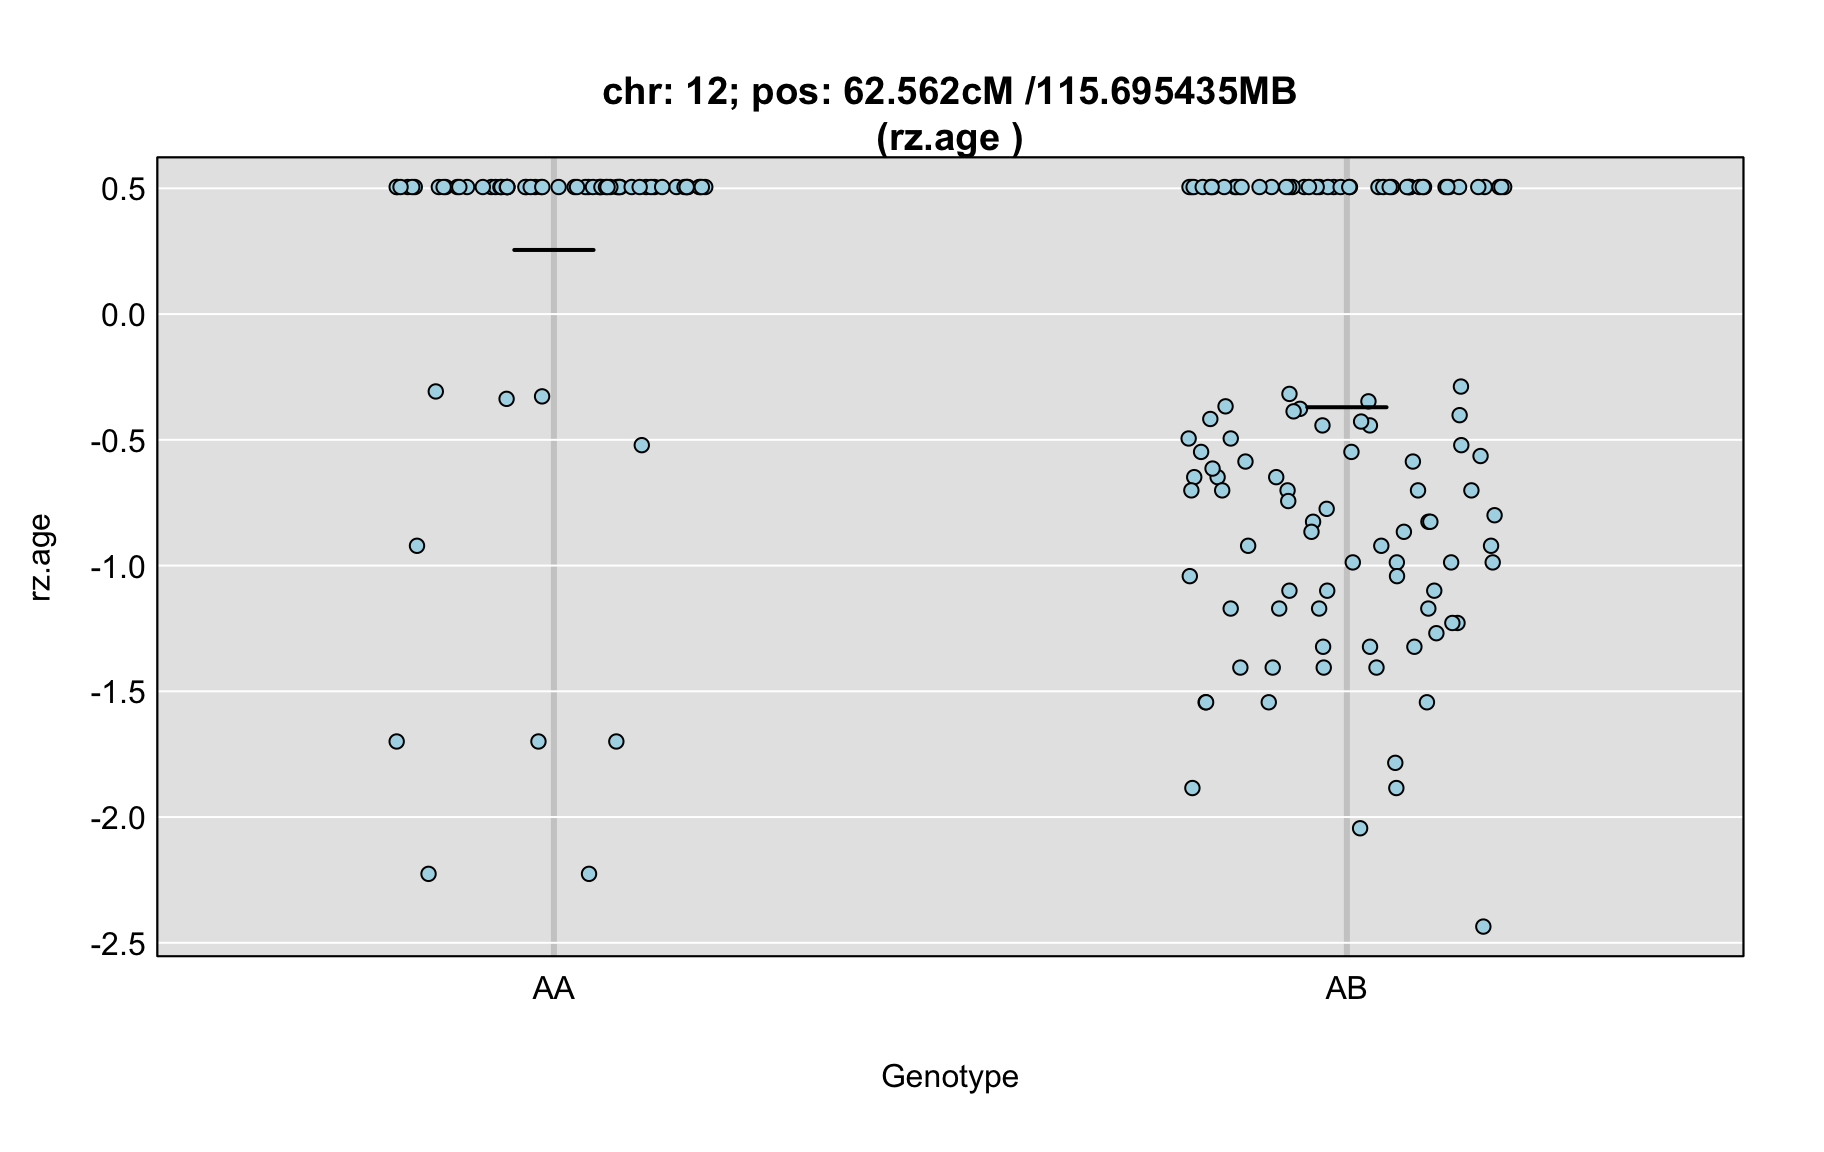 chr: 12; pos: 62.562cM /115.695435MB
(rz.age )
0.5
0.0
-0.5
-1.0
-1.5
-2.0
-2.5
rz.age
AA
AB
Genotype